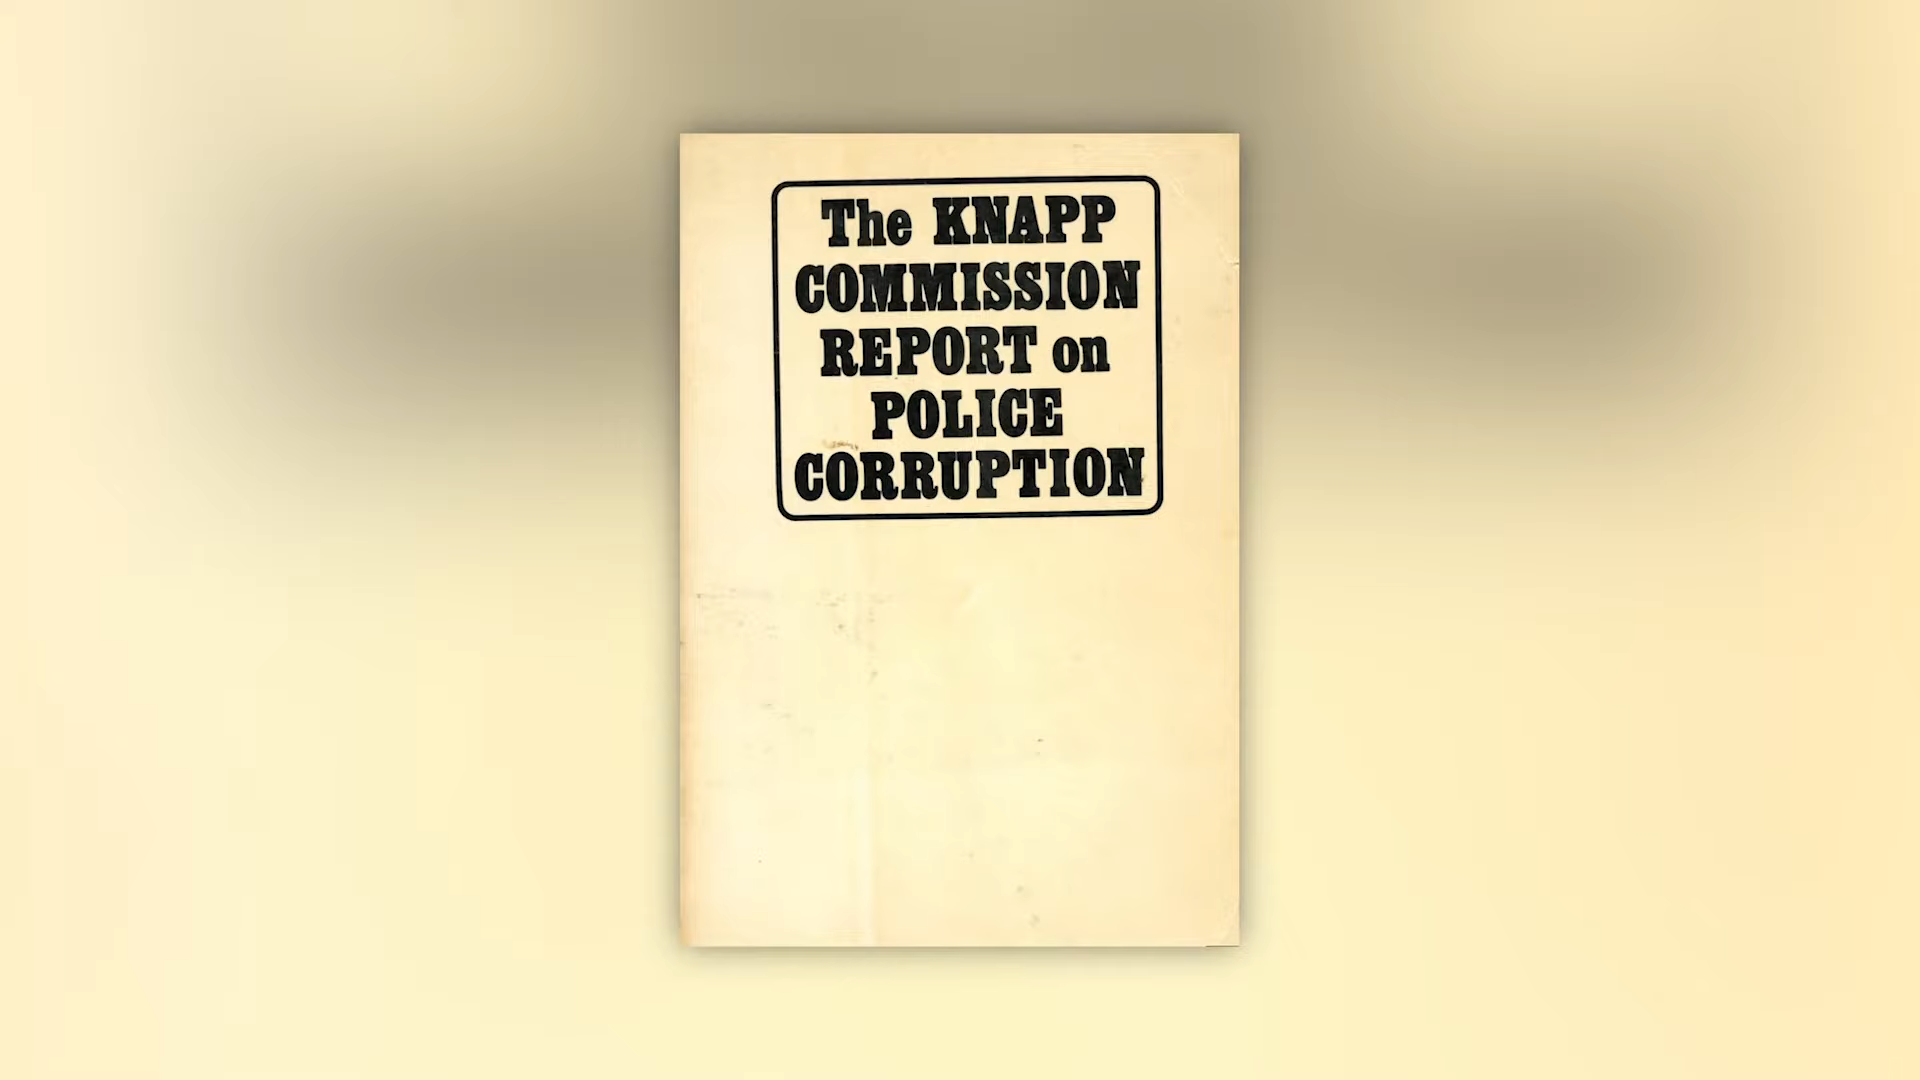 The KNAPP
COMMISSION
REPORT on
POLICE
CORRUPTION